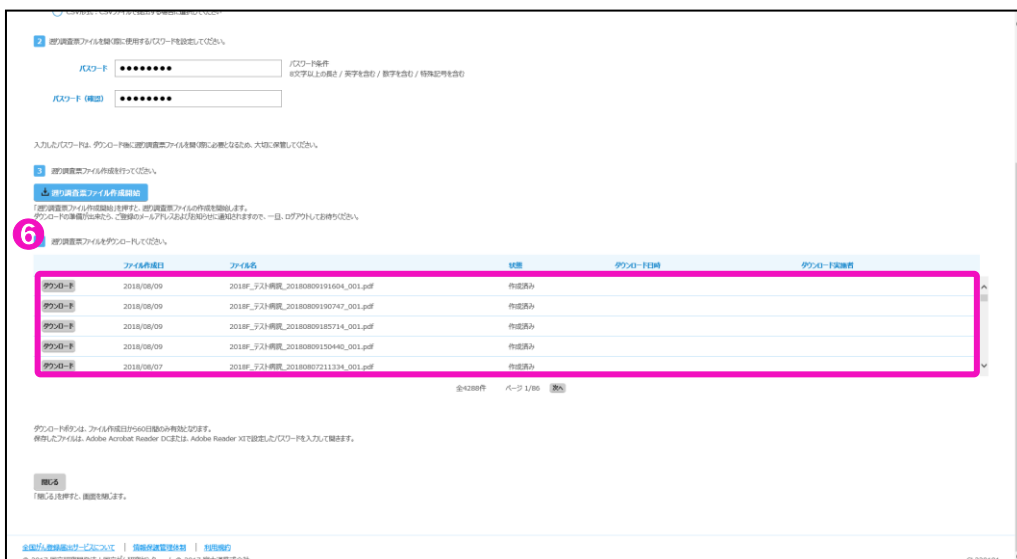 CSV形式：CSVファイルで提出する場合に選択してください
2 遡り調査票ファイルを開く際に使用するパスワードを設定してください。
パスワード ●●●●●●●●
パスワード条件
8文字以上の長さ / 英字を含む / 数字を含む / 特殊記号を含む
パスワード（確認） ●●●●●●●●
入力したパスワードは、ダウンロード後に遡り調査票ファイルを開く際に必要となるため、大切に保管してください。
3 遡り調査票ファイル作成を行ってください。
遡り調査票ファイル作成開始
「遡り調査票ファイル作成開始」を押すと、遡り調査票ファイルの作成を開始します。
ダウンロードの準備が出来たら、ご登録のメールアドレスおよびお知らせに通知されますので、一旦、ログアウトしてお待ちください。
6 遡り調査票ファイルをダウンロードしてください。
ファイル作成日 ファイル名 状態 ダウンロード日時 ダウンロード実施者
ダウンロード 2018/08/09 2018F_テスト病院_20180809191604_001.pdf 作成済み
ダウンロード 2018/08/09 2018F_テスト病院_20180809190747_001.pdf 作成済み
ダウンロード 2018/08/09 2018F_テスト病院_20180809185714_001.pdf 作成済み
ダウンロード 2018/08/09 2018F_テスト病院_20180809150440_001.pdf 作成済み
ダウンロード 2018/08/07 2018F_テスト病院_20180807211334_001.pdf 作成済み
全4288件 ページ 1/86 次へ
ダウンロードボタンは、ファイル作成日から60日間のみ有効となります。
保存したファイルは、Adobe Acrobat Reader DCまたは、Adobe Reader XIで設定したパスワードを入力して開きます。
閉じる
「閉じる」を押すと、画面を閉じます。
全国がん登録届出サービスについて | 情報保護管理体制 | 利用規約